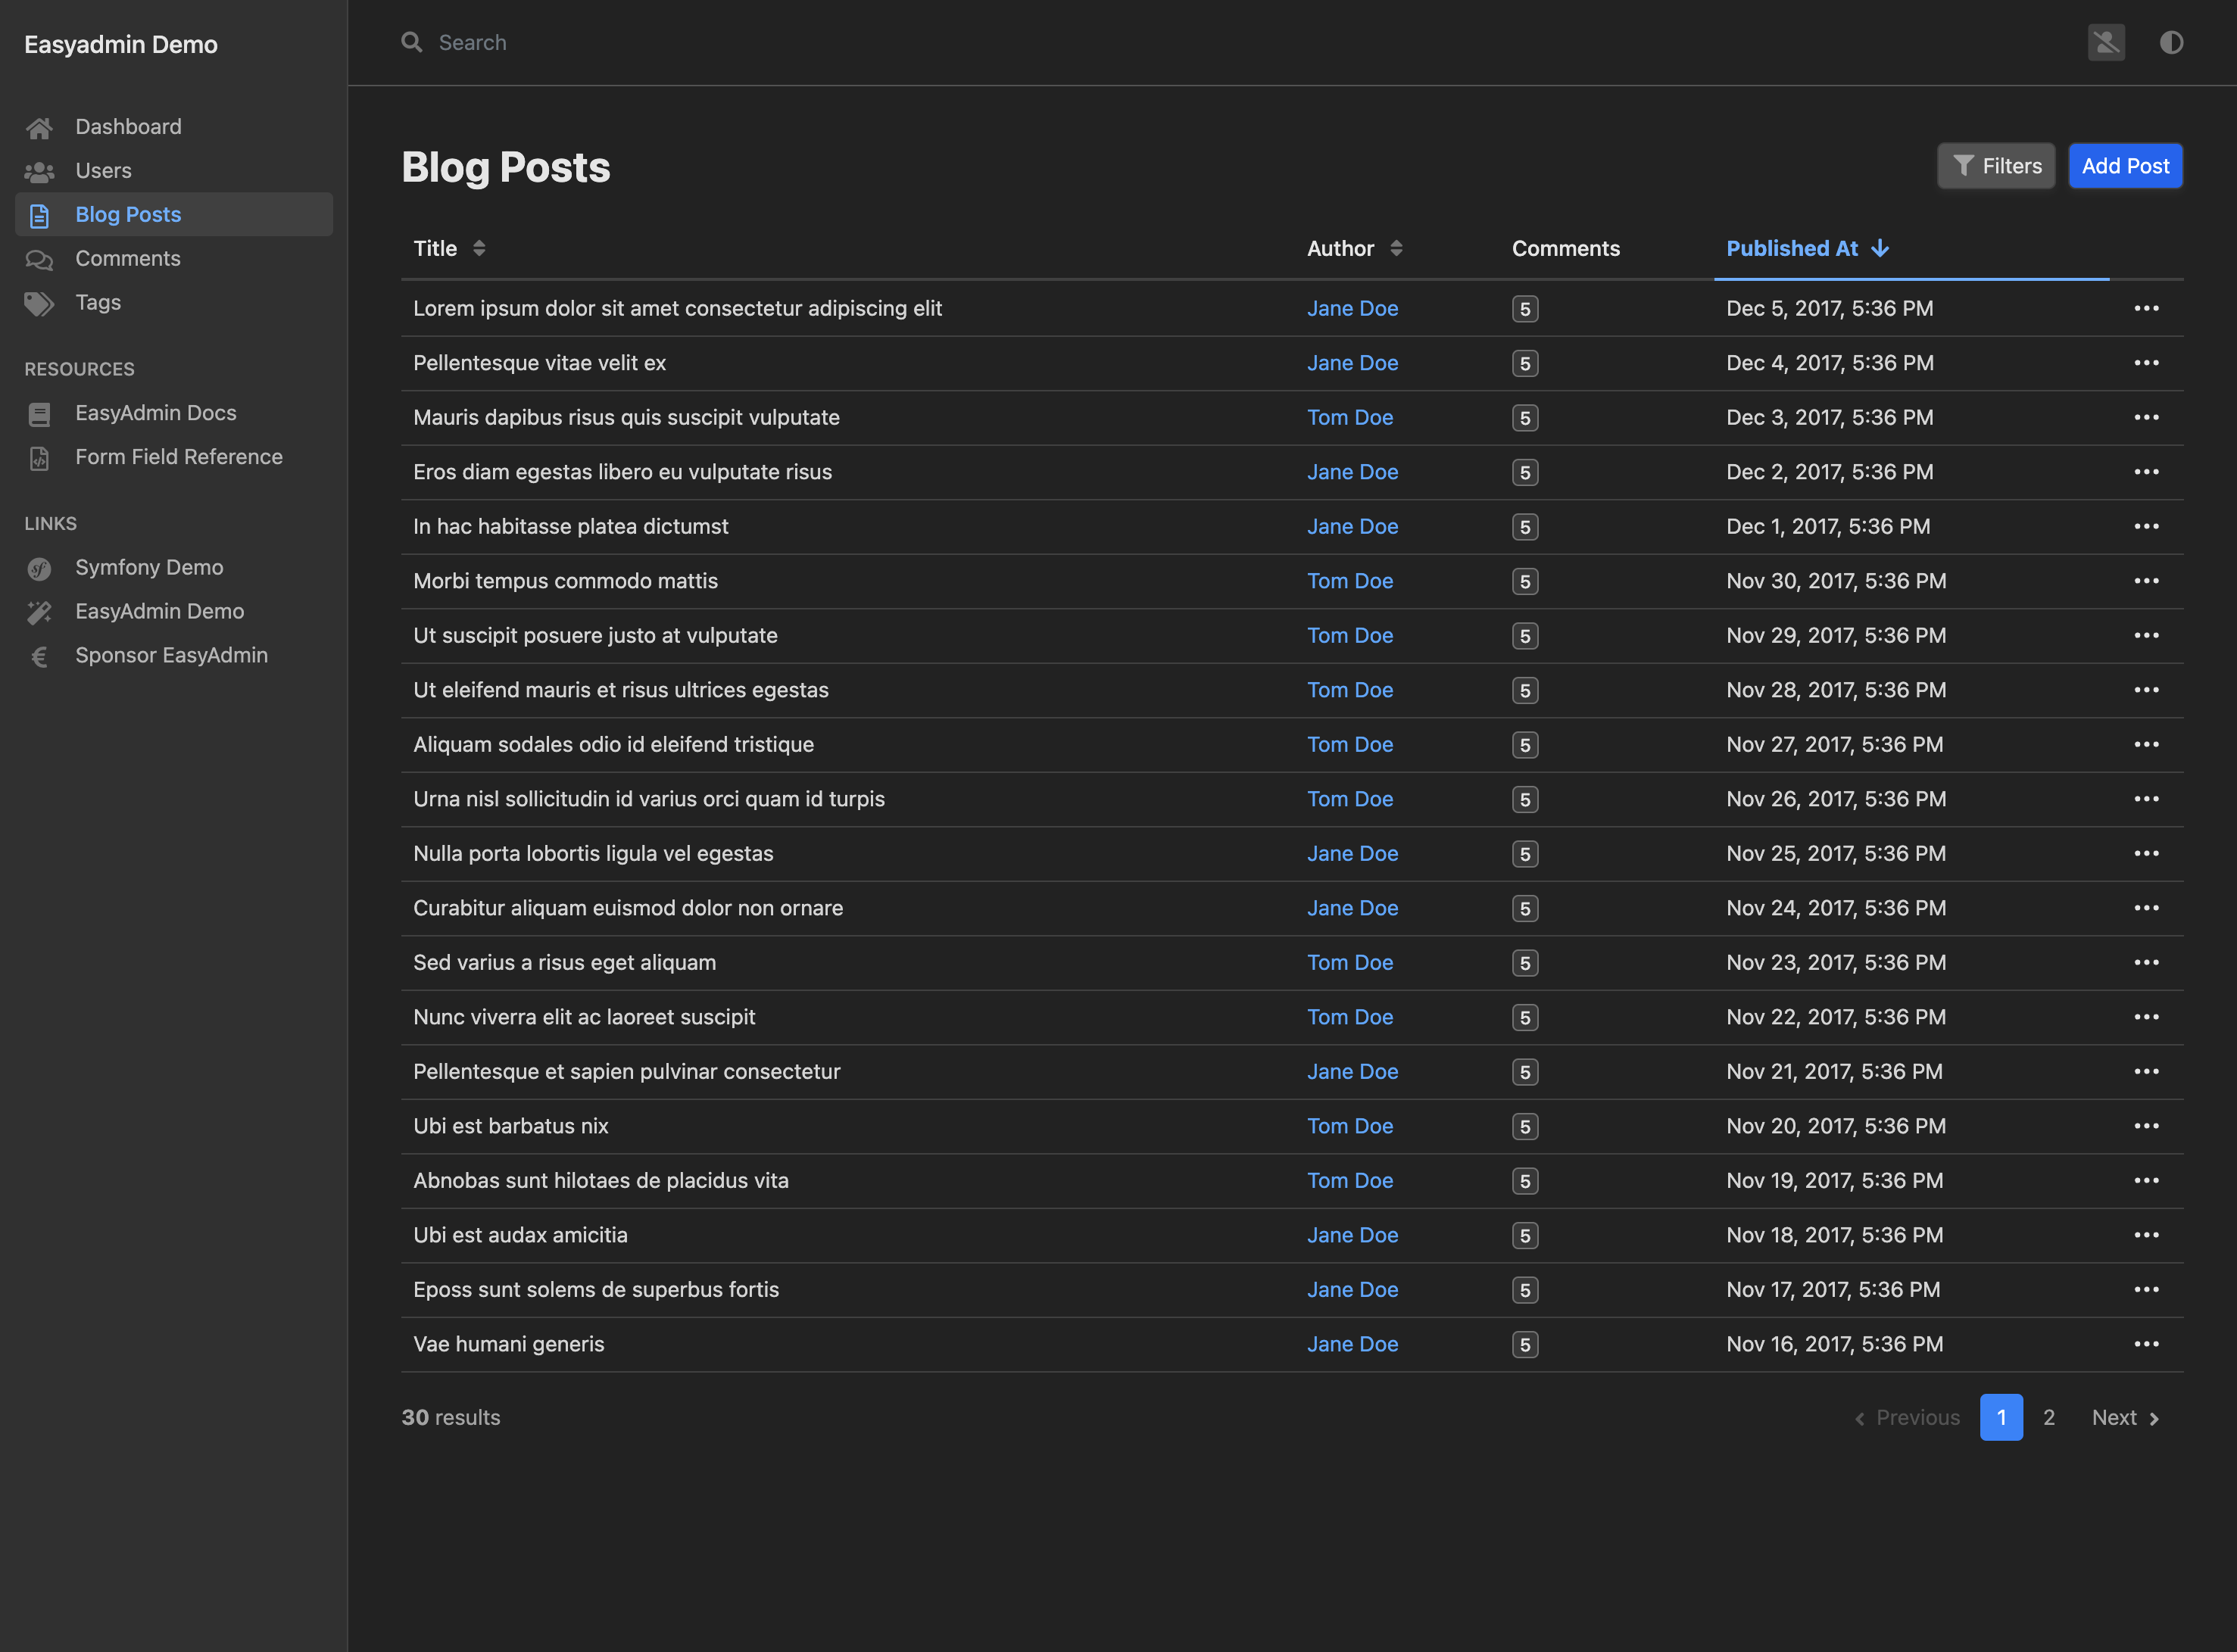 Easyadmin Demo
Search
Dashboard
Users
Blog Posts
Comments
Tags
RESOURCES
EasyAdmin Docs
Form Field Reference
LINKS
Symfony Demo
EasyAdmin Demo
Sponsor EasyAdmin
Blog Posts
Filters Add Post
Title Author Comments Published At
Lorem ipsum dolor sit amet consectetur adipiscing elit Jane Doe 5 Dec 5, 2017, 5:36 PM
Pellentesque vitae velit ex Jane Doe 5 Dec 4, 2017, 5:36 PM
Mauris dapibus risus quis suscipit vulputate Tom Doe 5 Dec 3, 2017, 5:36 PM
Eros diam egestas libero eu vulputate risus Jane Doe 5 Dec 2, 2017, 5:36 PM
In hac habitasse platea dictumst Jane Doe 5 Dec 1, 2017, 5:36 PM
Morbi tempus commodo mattis Tom Doe 5 Nov 30, 2017, 5:36 PM
Ut suscipit posuere justo at vulputate Tom Doe 5 Nov 29, 2017, 5:36 PM
Ut eleifend mauris et risus ultrices egestas Tom Doe 5 Nov 28, 2017, 5:36 PM
Aliquam sodales odio id eleifend tristique Tom Doe 5 Nov 27, 2017, 5:36 PM
Urna nisl sollicitudin id varius orci quam id turpis Tom Doe 5 Nov 26, 2017, 5:36 PM
Nulla porta lobortis ligula vel egestas Jane Doe 5 Nov 25, 2017, 5:36 PM
Curabitur aliquam euismod dolor non ornare Jane Doe 5 Nov 24, 2017, 5:36 PM
Sed varius a risus eget aliquam Tom Doe 5 Nov 23, 2017, 5:36 PM
Nunc viverra elit ac laoreet suscipit Tom Doe 5 Nov 22, 2017, 5:36 PM
Pellentesque et sapien pulvinar consectetur Jane Doe 5 Nov 21, 2017, 5:36 PM
Ubi est barbatus nix Tom Doe 5 Nov 20, 2017, 5:36 PM
Abnobas sunt hilotaes de placidus vita Tom Doe 5 Nov 19, 2017, 5:36 PM
Ubi est audax amicitia Jane Doe 5 Nov 18, 2017, 5:36 PM
Eposs sunt solems de superbus fortis Jane Doe 5 Nov 17, 2017, 5:36 PM
Vae humani generis Jane Doe 5 Nov 16, 2017, 5:36 PM
30 results Previous 1 2 Next